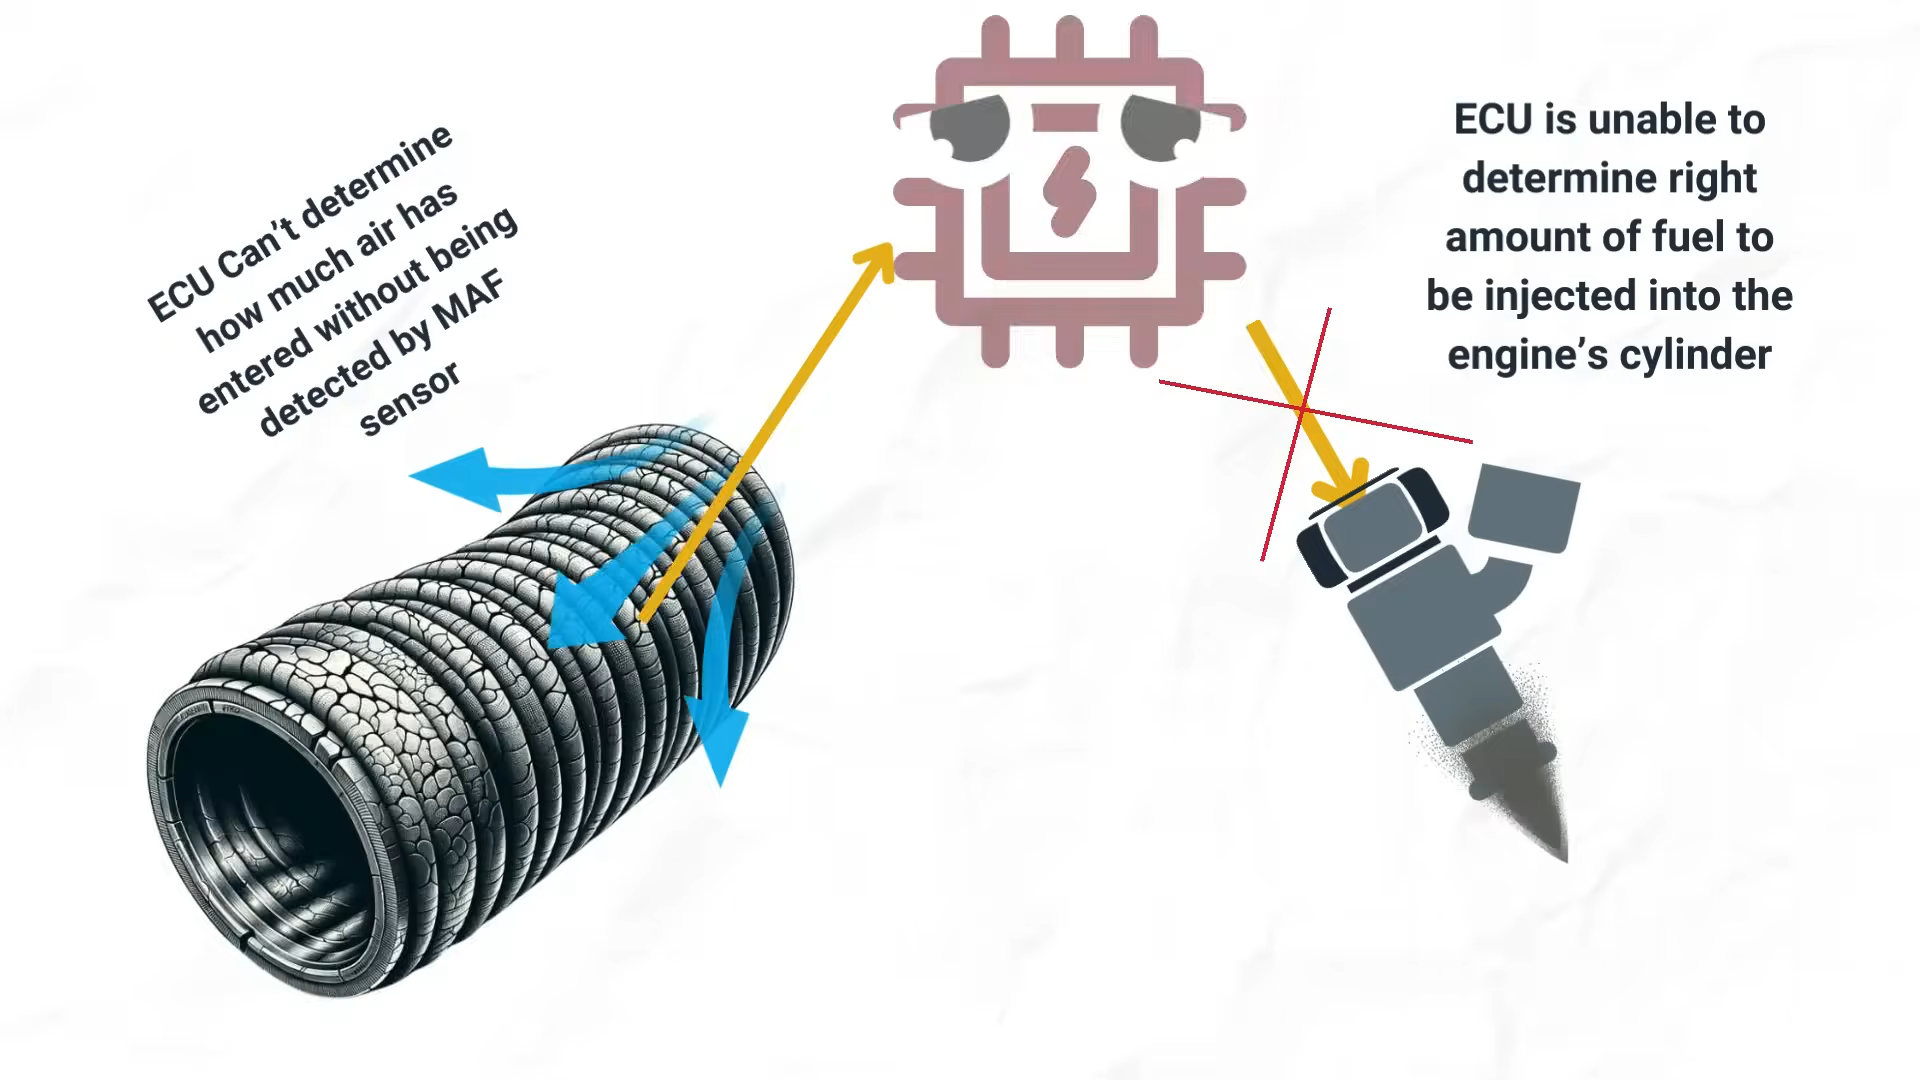 ECU Can't determine
how much air has
entered without being
detected by MAF
sensor
ECU is unable to
determine right
amount of fuel to
be injected into the
engine's cylinder